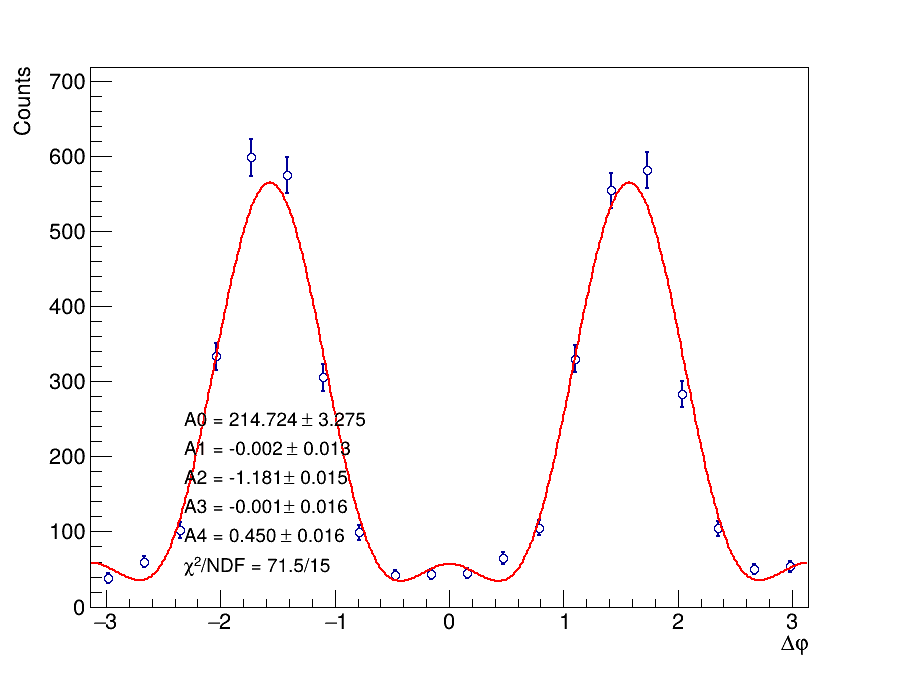 Counts
700
600
500
400
300
200
100
0
A0 = 214.724 ± 3.275
A1 = -0.002 ± 0.013
A2 = -1.181 ± 0.015
A3 = -0.001 ± 0.016
A4 = 0.450 ± 0.016
χ²/NDF = 71.5/15
−3 −2 −1 0 1 2 3
Δφ